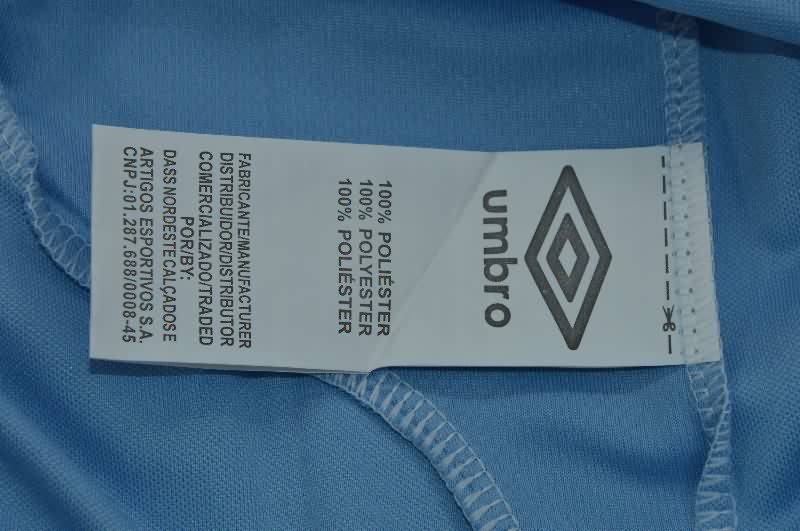 umbro
100% POLIÉSTER
100% POLYESTER
100% POLIÉSTER
FABRICANTE/MANUFACTURER
DISTRIBUIDOR/DISTRIBUTOR
COMERCIALIZADO/TRADED
POR/BY:
DASS NORDESTE CALÇADOS E
ARTIGOS ESPORTIVOS S.A.
CNPJ:01.287.688/0008-45